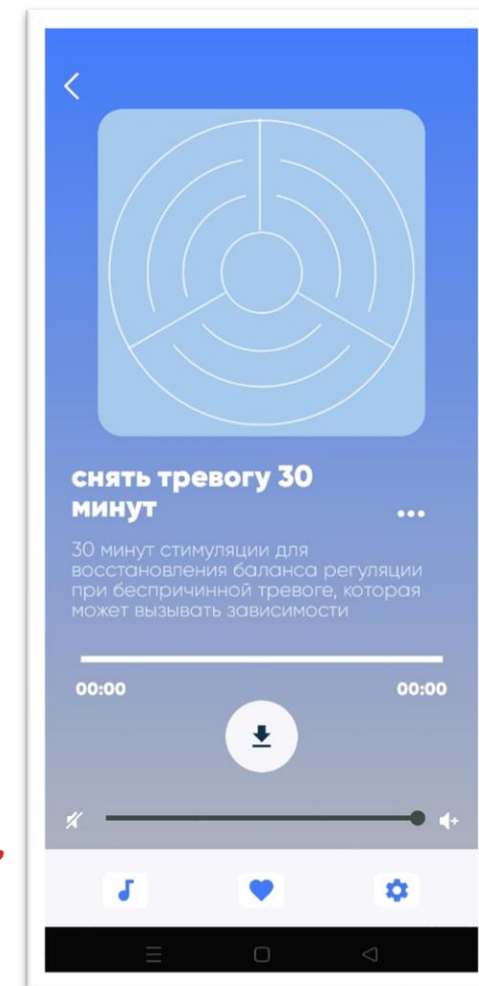 снять тревогу 30
минут
...
30 минут стимуляции для
восстановления баланса регуляции
при беспричинной тревоге, которая
может вызывать зависимости
00:00 00:00